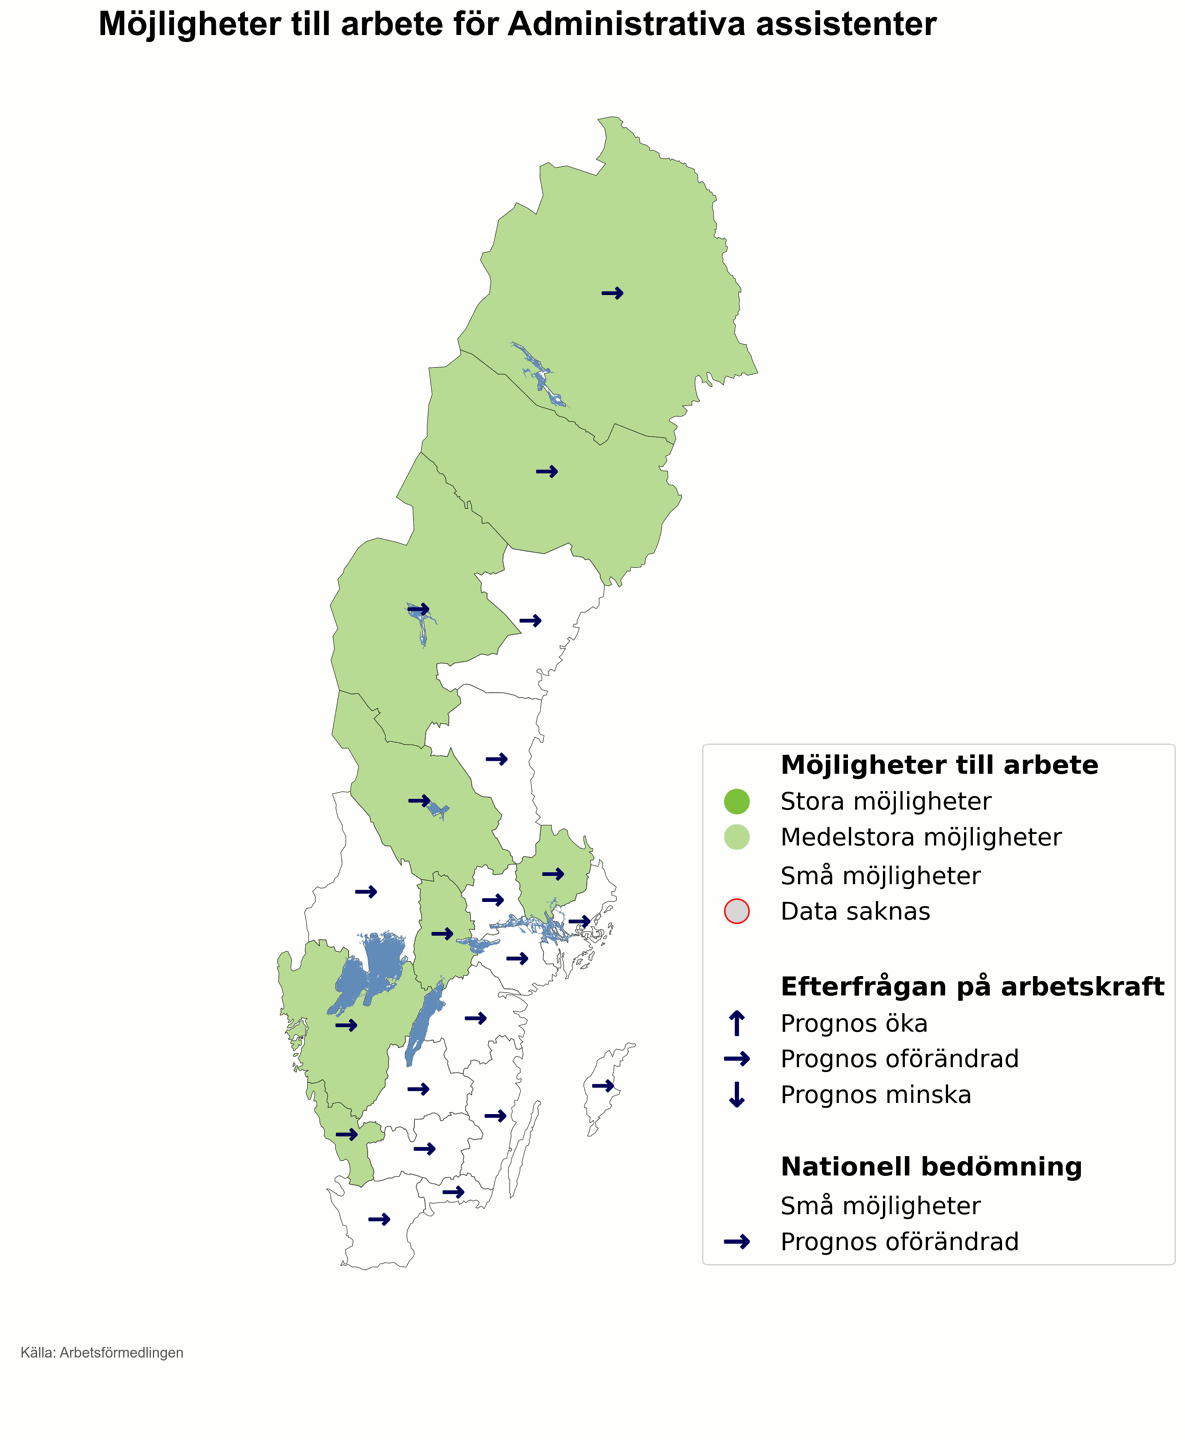 Möjligheter till arbete för Administrativa assistenter
Möjligheter till arbete
Stora möjligheter
Medelstora möjligheter
Små möjligheter
Data saknas
Efterfrågan på arbetskraft
Prognos öka
Prognos oförändrad
Prognos minska
Nationell bedömning
Små möjligheter
Prognos oförändrad
Källa: Arbetsförmedlingen